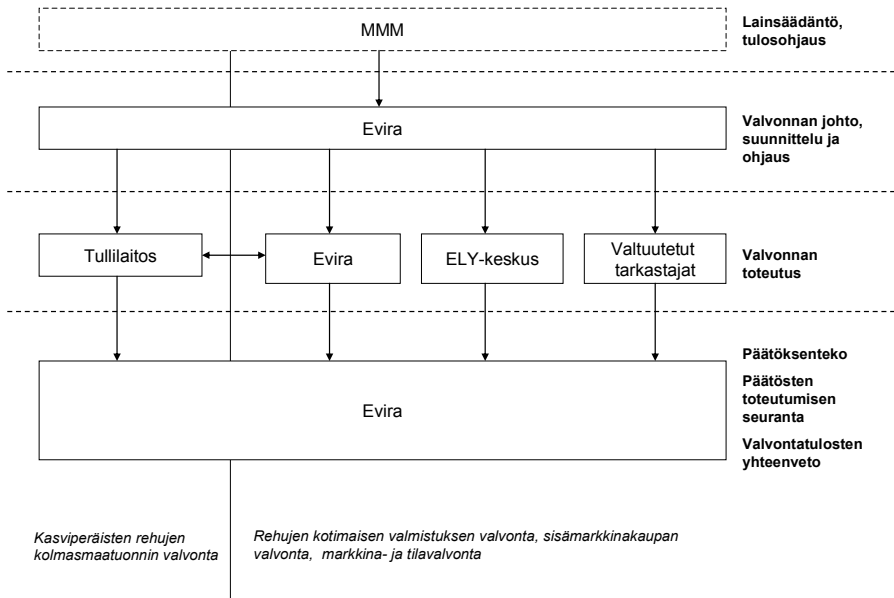 MMM
Lainsäädäntö,
tulosohjaus
Evira
Valvonnan johto,
suunnittelu ja
ohjaus
Tullilaitos
Evira
ELY-keskus
Valtuutetut
tarkastajat
Valvonnan
toteutus
Evira
Päätöksenteko
Päätösten
toteutumisen
seuranta
Valvontatulosten
yhteenveto
Kasviperäisten rehujen
kolmasmaatuonnin valvonta
Rehujen kotimaisen valmistuksen valvonta, sisämarkkinakaupan
valvonta, markkina- ja tilavalvonta